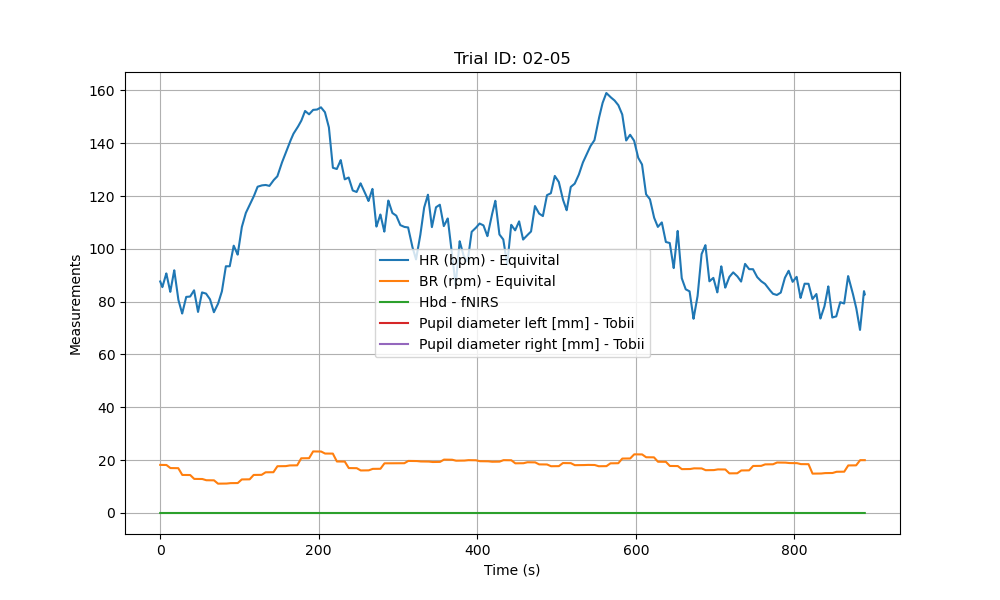 Trial ID: 02-05
160
140
120
100
80
60
40
20
0
Measurements
HR (bpm) - Equivital
BR (rpm) - Equivital
Hbd - fNIRS
Pupil diameter left [mm] - Tobii
Pupil diameter right [mm] - Tobii
0 200 400 600 800
Time (s)